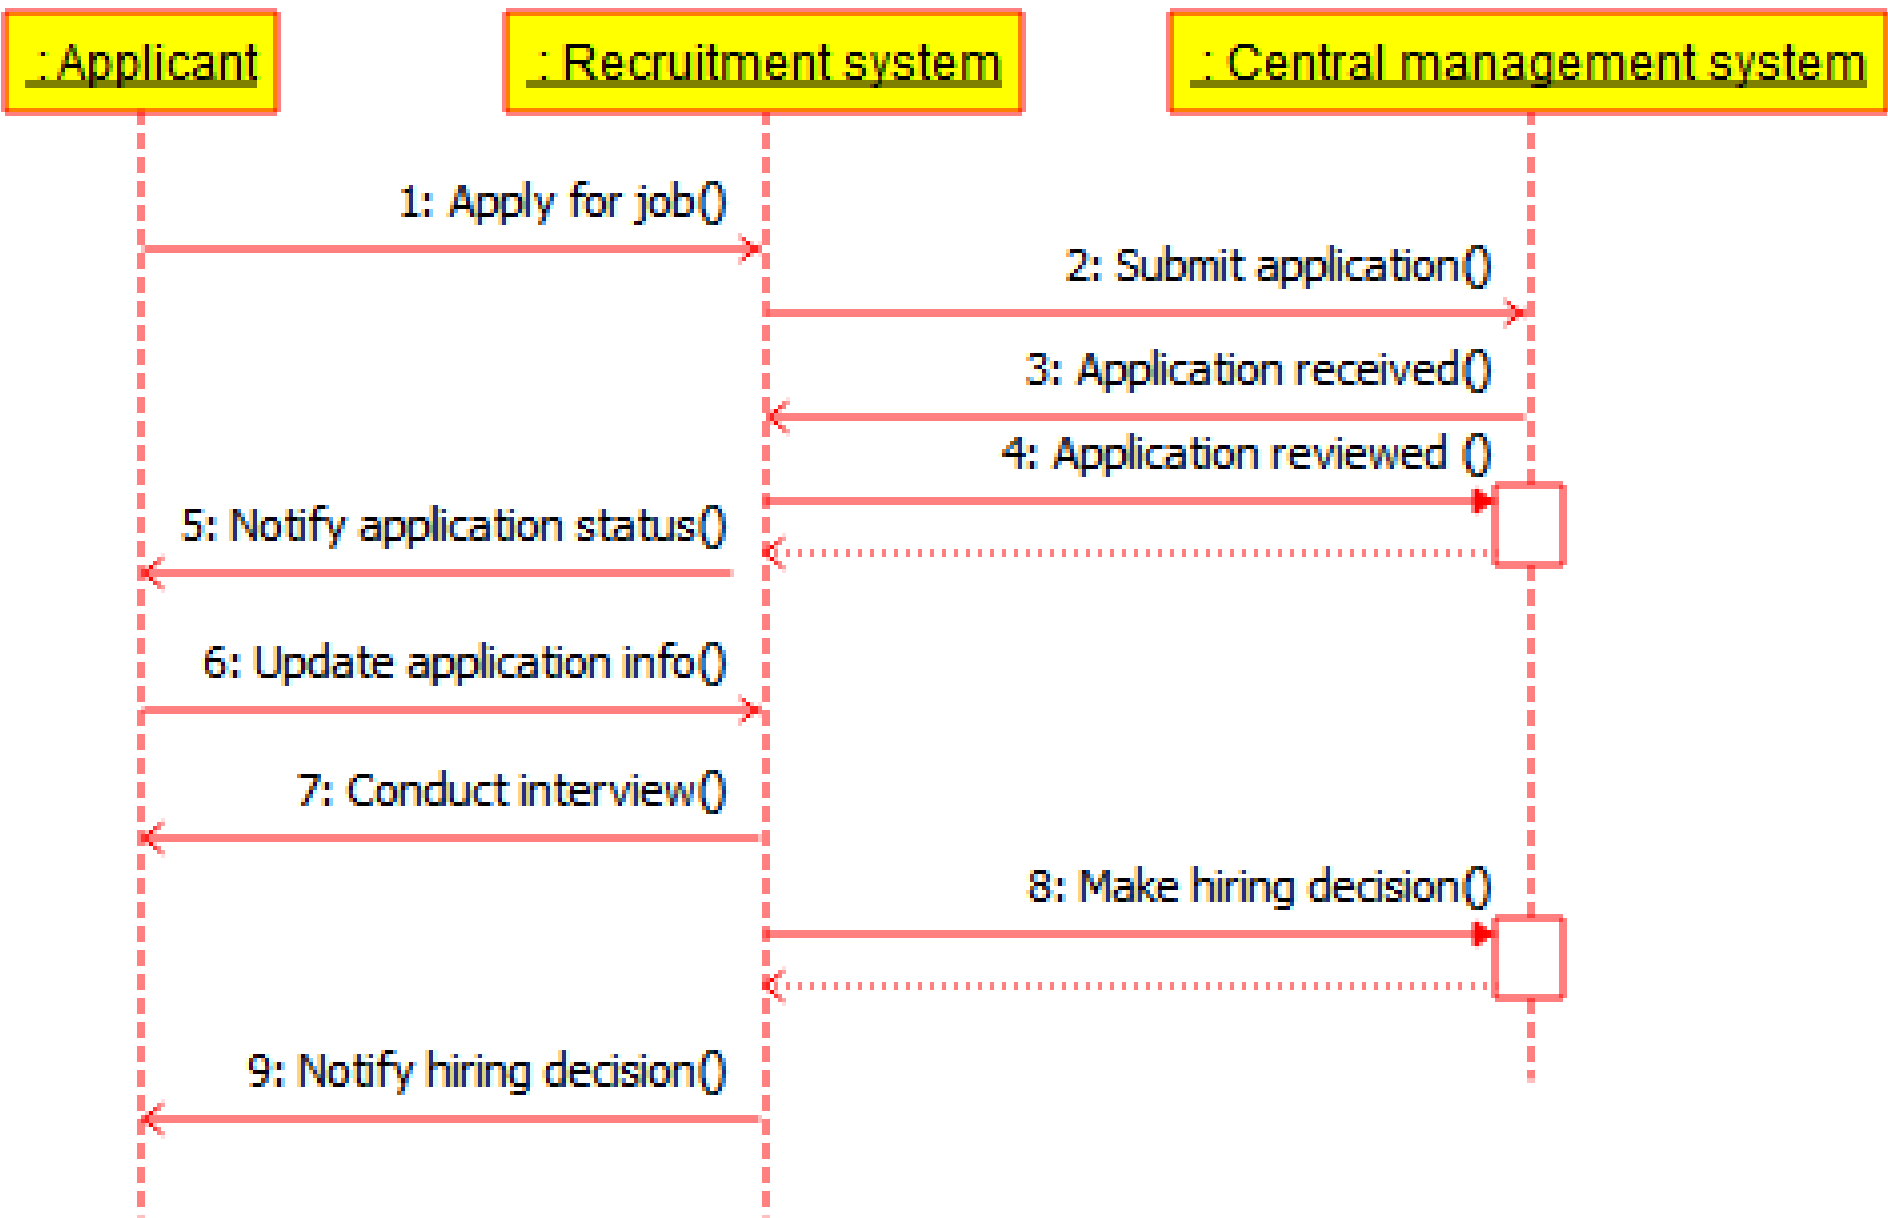 : Applicant
: Recruitment system
: Central management system
1: Apply for job()
2: Submit application()
3: Application received()
4: Application reviewed ()
5: Notify application status()
6: Update application info()
7: Conduct interview()
8: Make hiring decision()
9: Notify hiring decision()